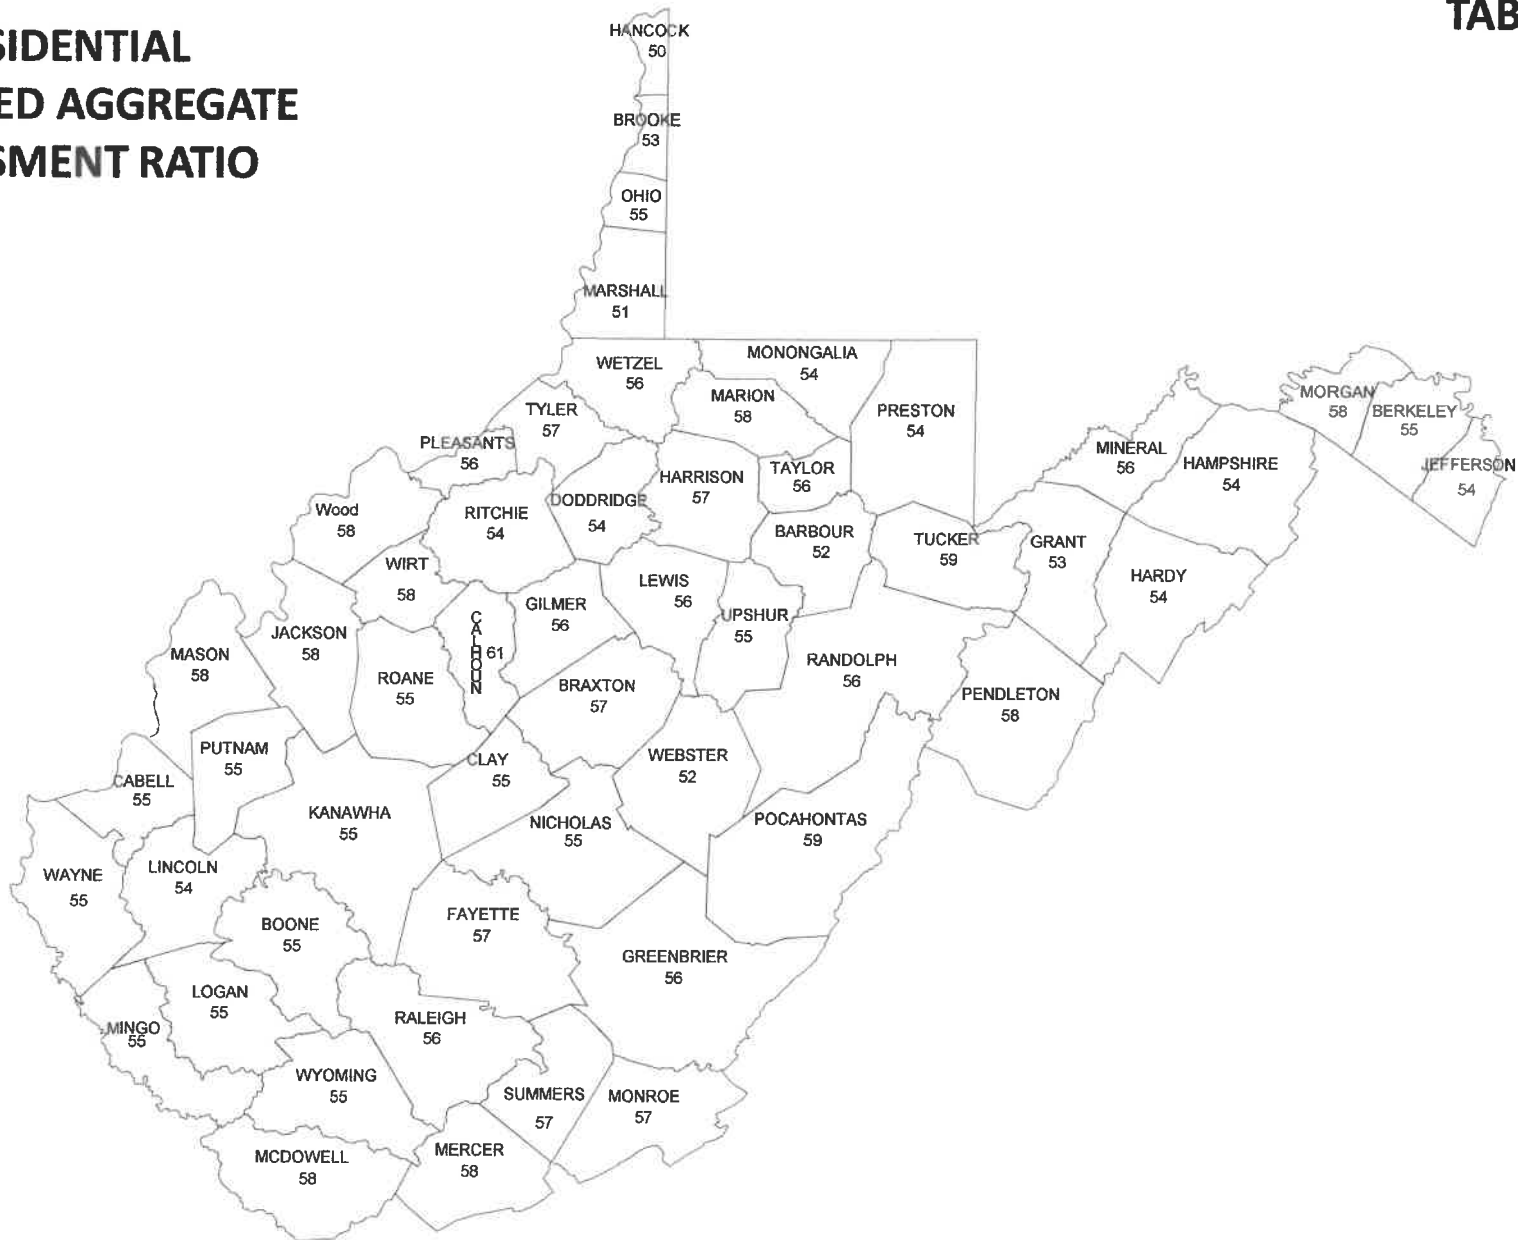 SIDENTIAL
ED AGGREGATE
SMENT RATIO
TAB
HANCOCK
50
BROOKE
53
OHIO
55
MARSHALL
51
WETZEL
56
MONONGALIA
54
MARION
58
PRESTON
54
TYLER
57
PLEASANTS
56
MORGAN
58
BERKELEY
55
JEFFERSON
54
MINERAL
56
HAMPSHIRE
54
HARRISON
57
TAYLOR
56
DODDRIDGE
54
RITCHIE
54
Wood
58
BARBOUR
52
TUCKER
59
GRANT
53
HARDY
54
WIRT
58
LEWIS
56
GILMER
56
UPSHUR
55
CALHOUN
61
JACKSON
58
MASON
58
ROANE
55
BRAXTON
57
RANDOLPH
56
PENDLETON
58
PUTNAM
55
CLAY
55
WEBSTER
52
CABELL
55
KANAWHA
55
NICHOLAS
55
POCAHONTAS
59
WAYNE
55
LINCOLN
54
BOONE
55
FAYETTE
57
GREENBRIER
56
LOGAN
55
MINGO
55
RALEIGH
56
WYOMING
55
SUMMERS
57
MONROE
57
MCDOWELL
58
MERCER
58